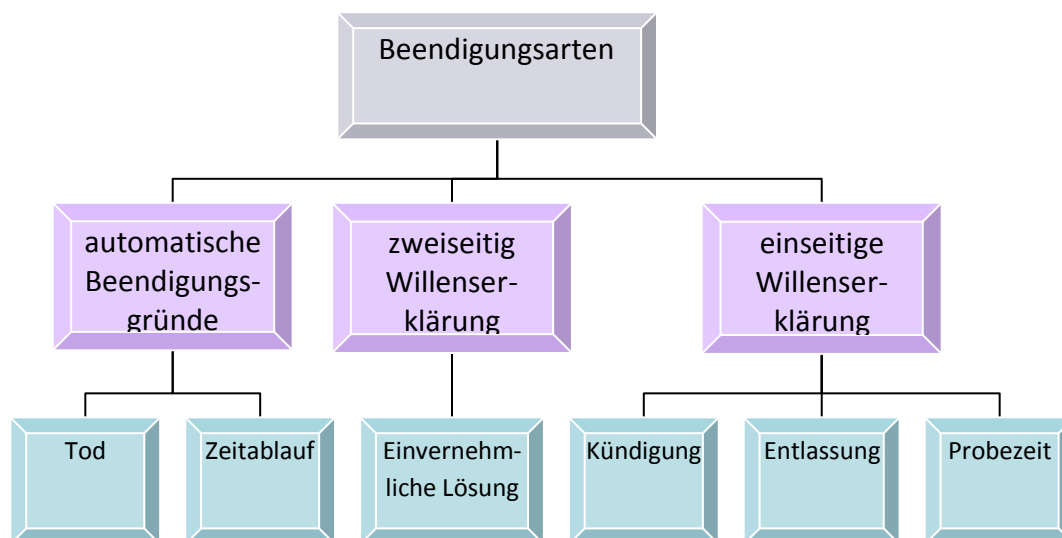 Beendigungsarten
automatische
Beendigungs-
gründe
zweiseitig
Willenser-
klärung
einseitige
Willenser-
klärung
Tod
Zeitablauf
Einvernehm-
liche Lösung
Kündigung
Entlassung
Probezeit